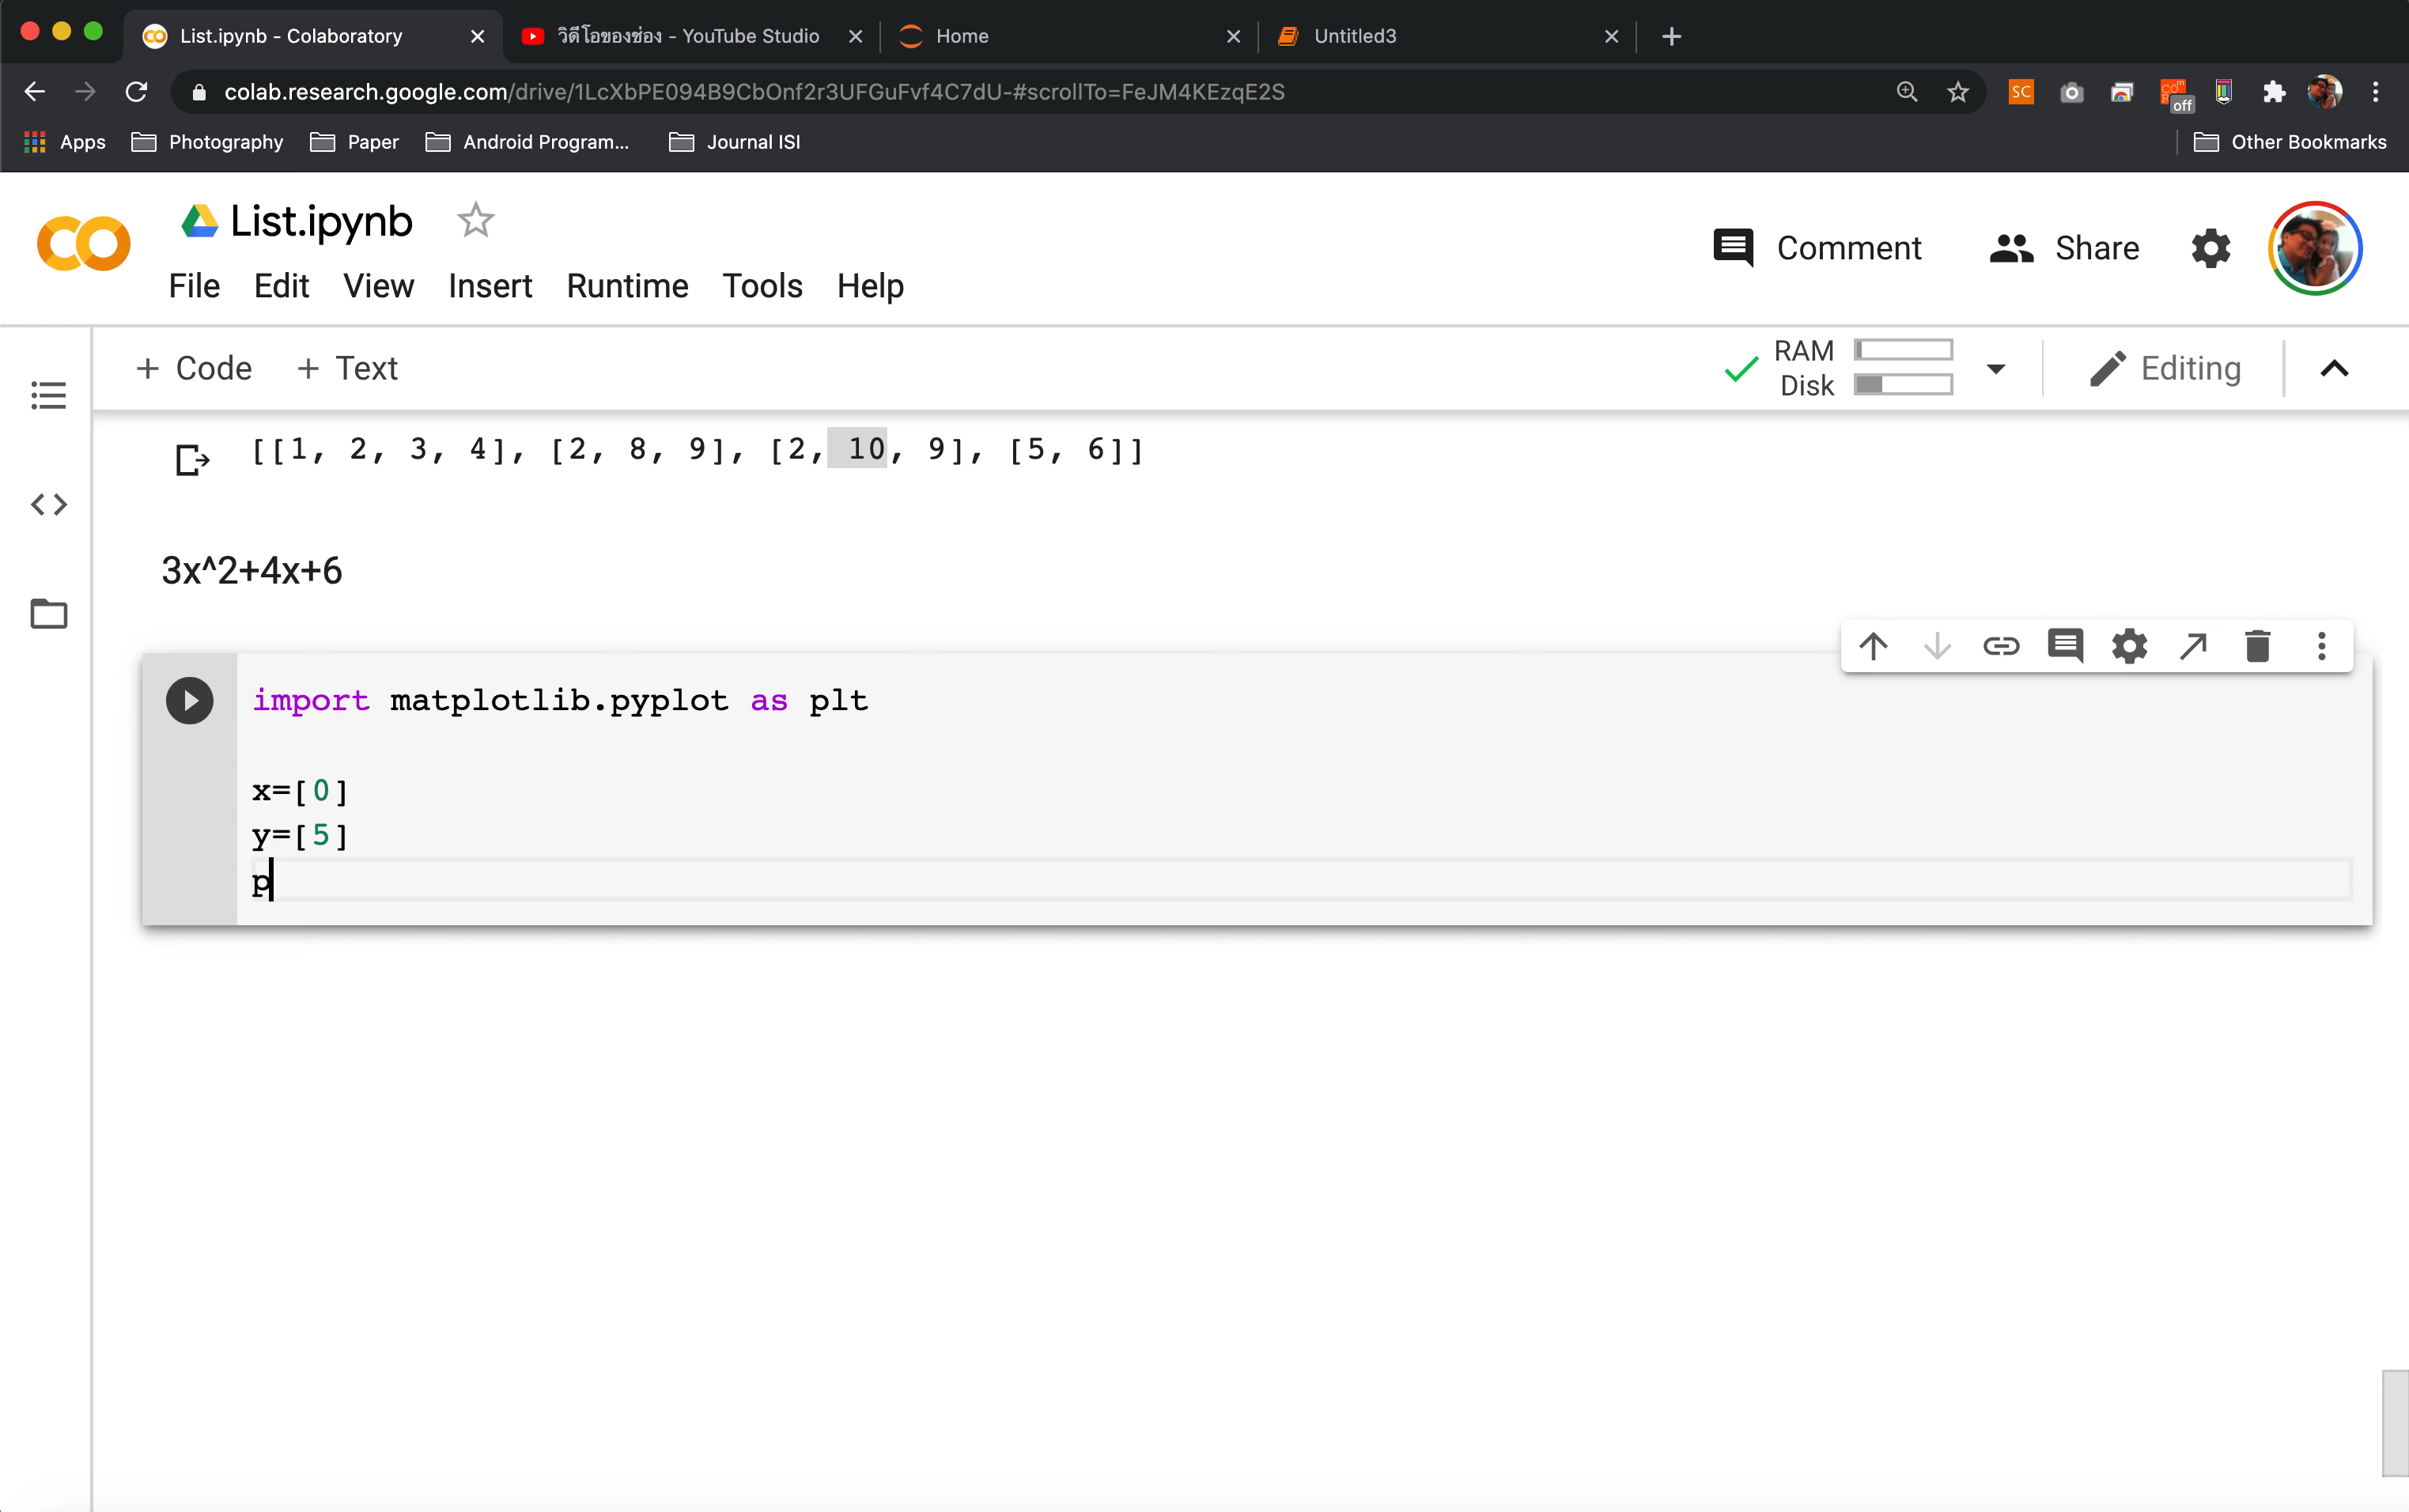 List.ipynb - Colaboratory
วิดีโอของช่อง - YouTube Studio
Home
Untitled3
colab.research.google.com/drive/1LcXbPE094B9CbOnf2r3UFGuFvf4C7dU-#scrollTo=FeJM4KEzqE2S
SC
off
Apps
Photography
Paper
Android Program...
Journal ISI
Other Bookmarks
List.ipynb
Comment
Share
File Edit View Insert Runtime Tools Help
+ Code + Text
RAM
Disk
Editing
[[1, 2, 3, 4], [2, 8, 9], [2, 10, 9], [5, 6]]
3x^2+4x+6
import matplotlib.pyplot as plt
x=[0]
y=[5]
p